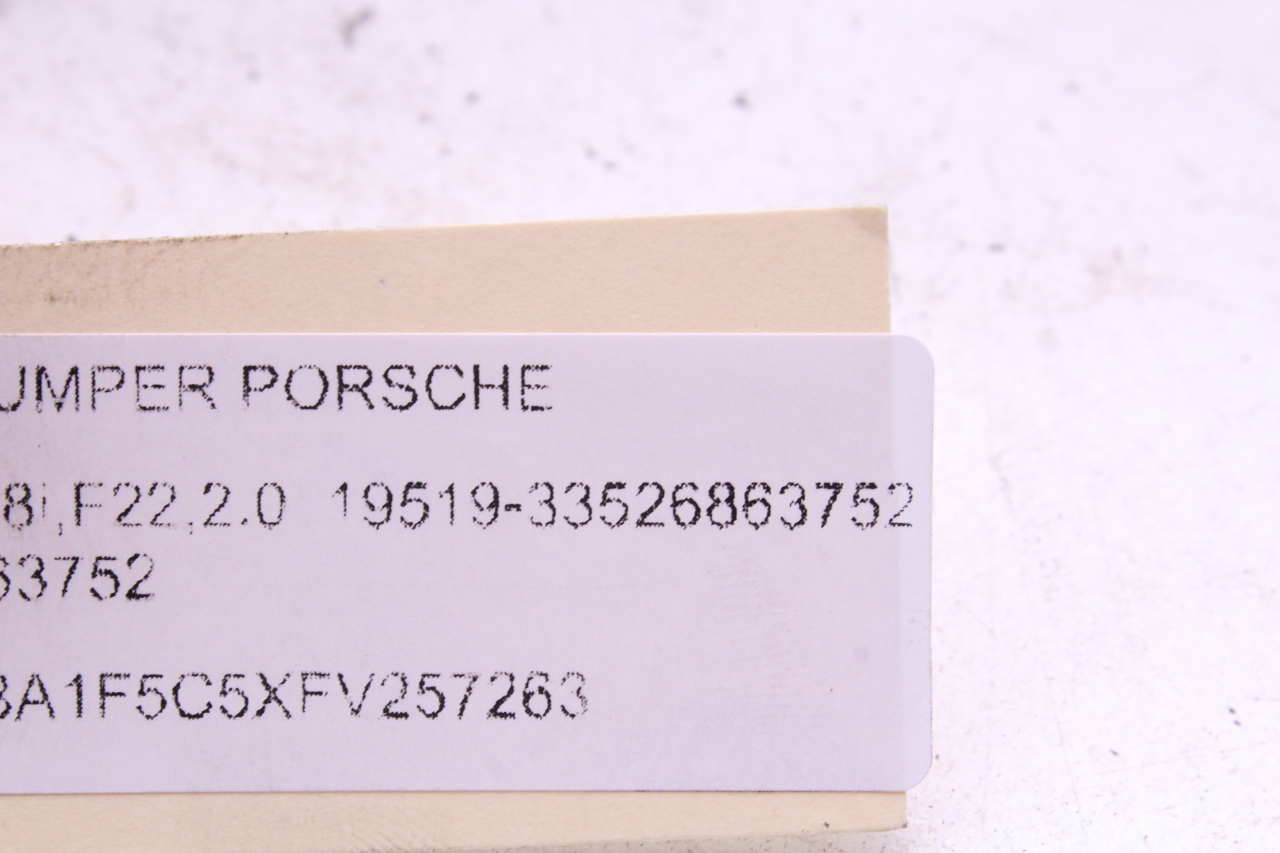 UMPER PORSCHE
8i,F22,2.0 19519-33526863752
63752
BA1F5C5XFV257263